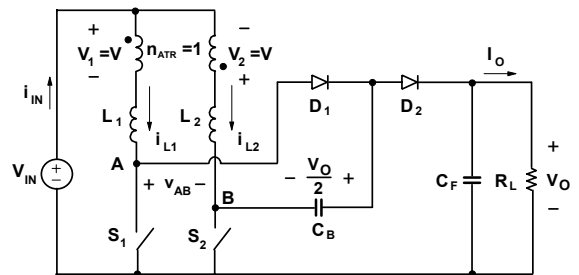 V1 =V
nATR =1
V2 =V
+
−
−
+
iIN
L1
L2
iL1
iL2
A
B
+ vAB −
VIN
+
−
S1
S2
D1
D2
− VO/2 +
CB
IO
CF
RL
+
VO
−